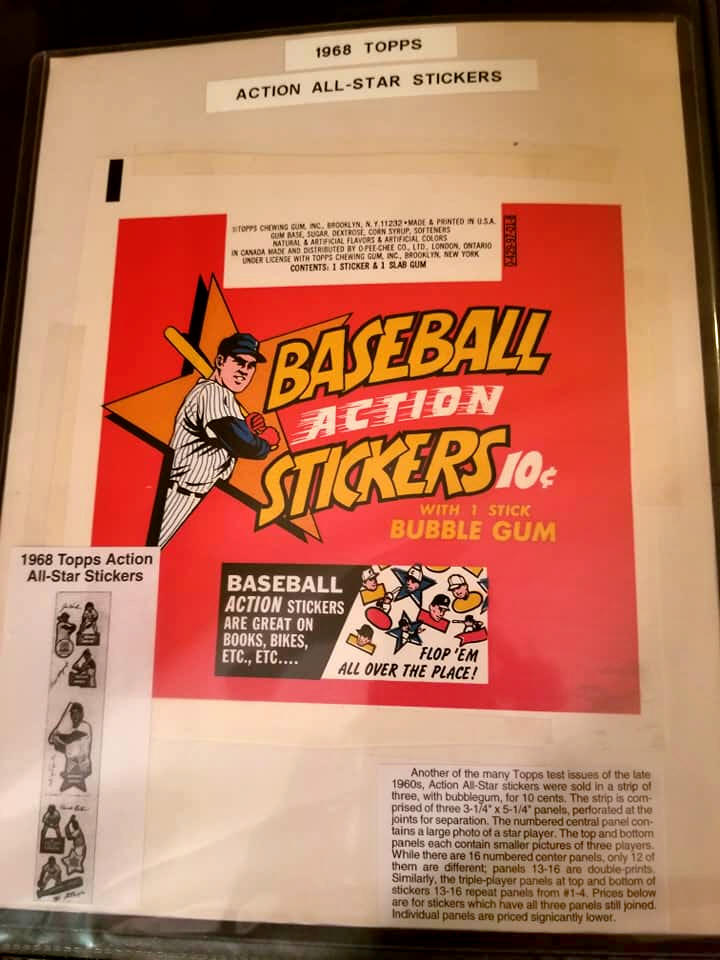 1968 TOPPS
ACTION ALL-STAR STICKERS
©TOPPS CHEWING GUM, INC., BROOKLYN, N.Y. 11232 • MADE & PRINTED IN U.S.A.
GUM BASE, SUGAR, DEXTROSE, CORN SYRUP, SOFTENERS
NATURAL & ARTIFICIAL FLAVORS & ARTIFICIAL COLORS
IN CANADA MADE AND DISTRIBUTED BY O-PEE-CHEE CO., LTD., LONDON, ONTARIO
UNDER LICENSE WITH TOPPS CHEWING GUM, INC., BROOKLYN, NEW YORK
CONTENTS: 1 STICKER & 1 SLAB GUM
BASEBALL
ACTION
STICKERS 10¢
WITH 1 STICK
BUBBLE GUM
BASEBALL
ACTION STICKERS
ARE GREAT ON
BOOKS, BIKES,
ETC., ETC....
FLOP 'EM
ALL OVER THE PLACE!
1968 Topps Action
All-Star Stickers
Another of the many Topps test issues of the late
1960s, Action All-Star stickers were sold in a strip of
three, with bubblegum, for 10 cents. The strip is com-
prised of three 3-1/4" x 5-1/4" panels, perforated at the
joints for separation. The numbered central panel con-
tains a large photo of a star player. The top and bottom
panels each contain smaller pictures of three players.
While there are 16 numbered center panels, only 12 of
them are different; panels 13-16 are double-prints.
Similarly, the triple-player panels at top and bottom of
stickers 13-16 repeat panels from #1-4. Prices below
are for stickers which have all three panels still joined.
Individual panels are priced signicantly lower.